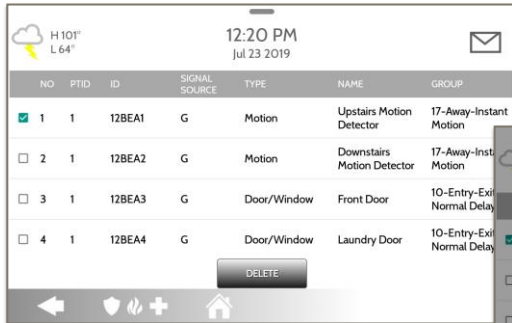 H 101°
L 64°
12:20 PM
Jul 23 2019
NO PTID ID SIGNAL SOURCE TYPE NAME GROUP
1 1 12BEA1 G Motion Upstairs Motion 17-Away-Instant
Detector Motion
2 1 12BEA2 G Motion Downstairs 17-Away-Inst
Motion Detector Motion
3 1 12BEA3 G Door/Window Front Door 10-Entry-Exi
Normal Delay
4 1 12BEA4 G Door/Window Laundry Door 10-Entry-Exi
Normal Delay
DELETE